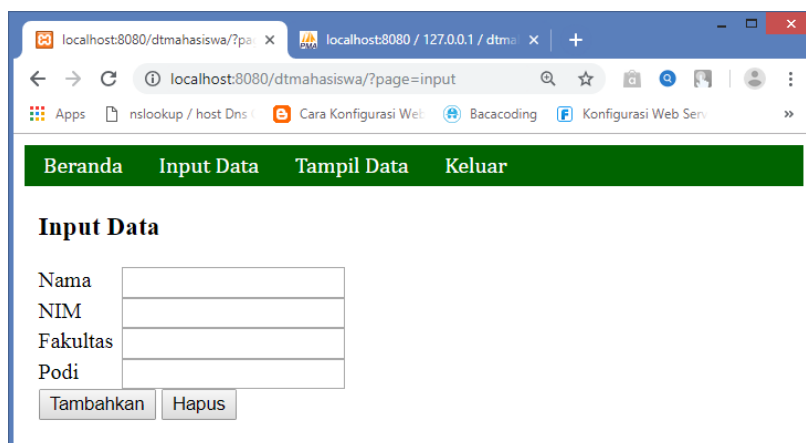 localhost:8080/dtmahasiswa/?pa
localhost:8080 / 127.0.0.1 / dtma
localhost:8080/dtmahasiswa/?page=input
Apps nslookup / host Dns Cara Konfigurasi Web Bacacoding Konfigurasi Web Serv
Beranda Input Data Tampil Data Keluar
Input Data
Nama
NIM
Fakultas
Podi
Tambahkan Hapus